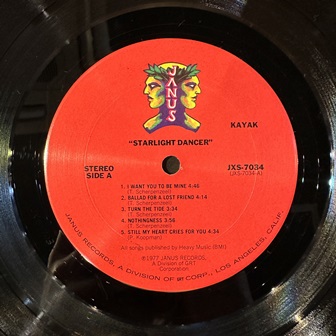 JANUS
KAYAK
"STARLIGHT DANCER"
STEREO
SIDE A
JXS-7034
(JXS-7034-A)
1. I WANT YOU TO BE MINE 4:46
(T. Scherpenzeel)
2. BALLAD FOR A LOST FRIEND 4:14
(T. Scherpenzeel)
3. TURN THE TIDE 3:34
(T. Scherpenzeel)
4. NOTHINGNESS 3:56
(T. Scherpenzeel)
5. STILL MY HEART CRIES FOR YOU 4:34
(P. Koopman)
All songs published by Heavy Music (BMI)
℗1977 JANUS RECORDS,
A Division of GRT
Corporation.
JANUS RECORDS, A DIVISION OF GRT CORP., LOS ANGELES, CALIF.